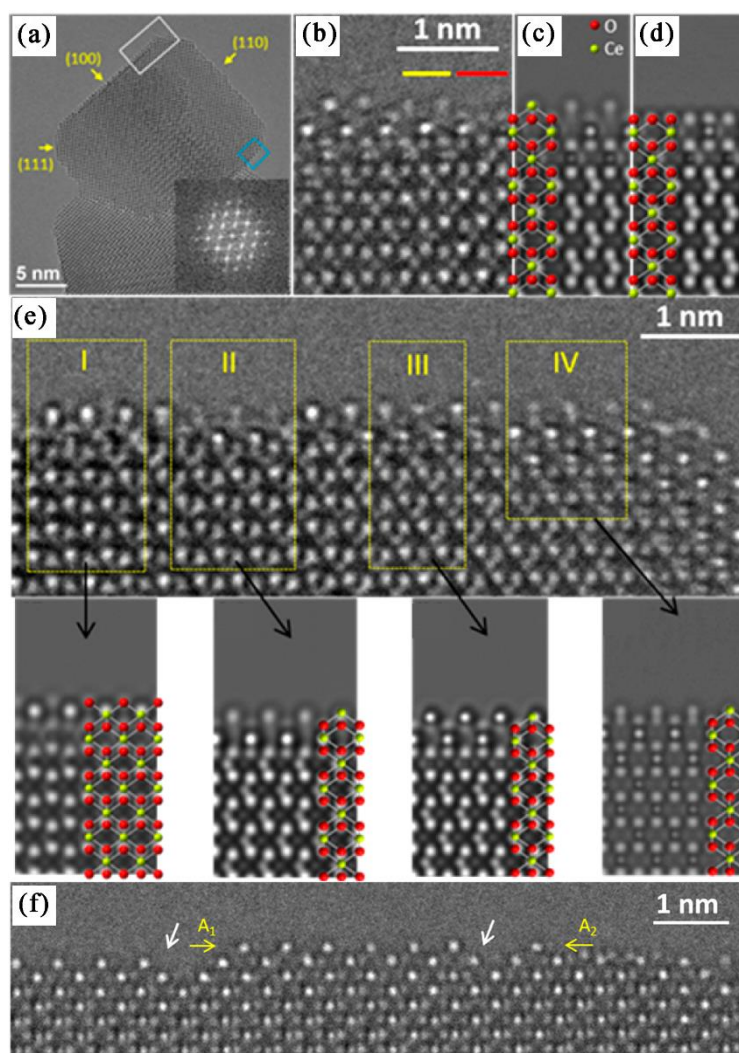 (a)
(100)
(110)
(111)
5 nm
(b)
1 nm
(c)
O
Ce
(d)
(e)
1 nm
I
II
III
IV
(f)
A1
A2
1 nm